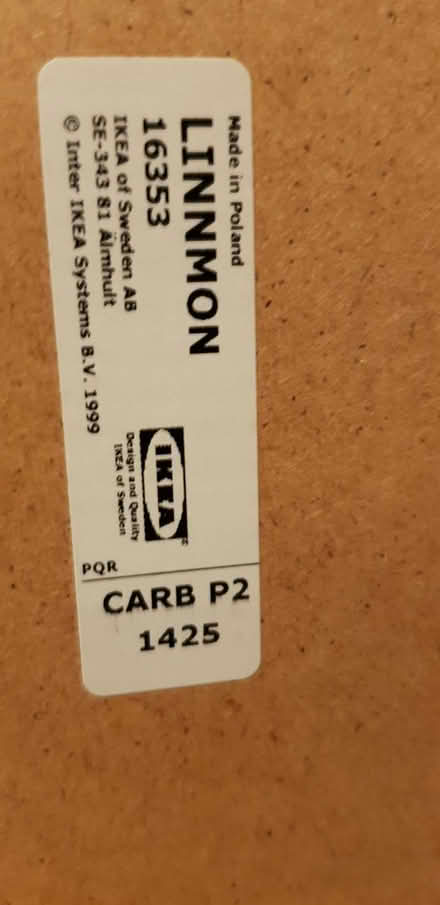 Made in Poland
LINNMON
16353
IKEA of Sweden AB
SE-343 81 Älmhult
© Inter IKEA Systems B.V. 1999
IKEA®
Design and Quality
IKEA of Sweden
PQR
CARB P2
1425